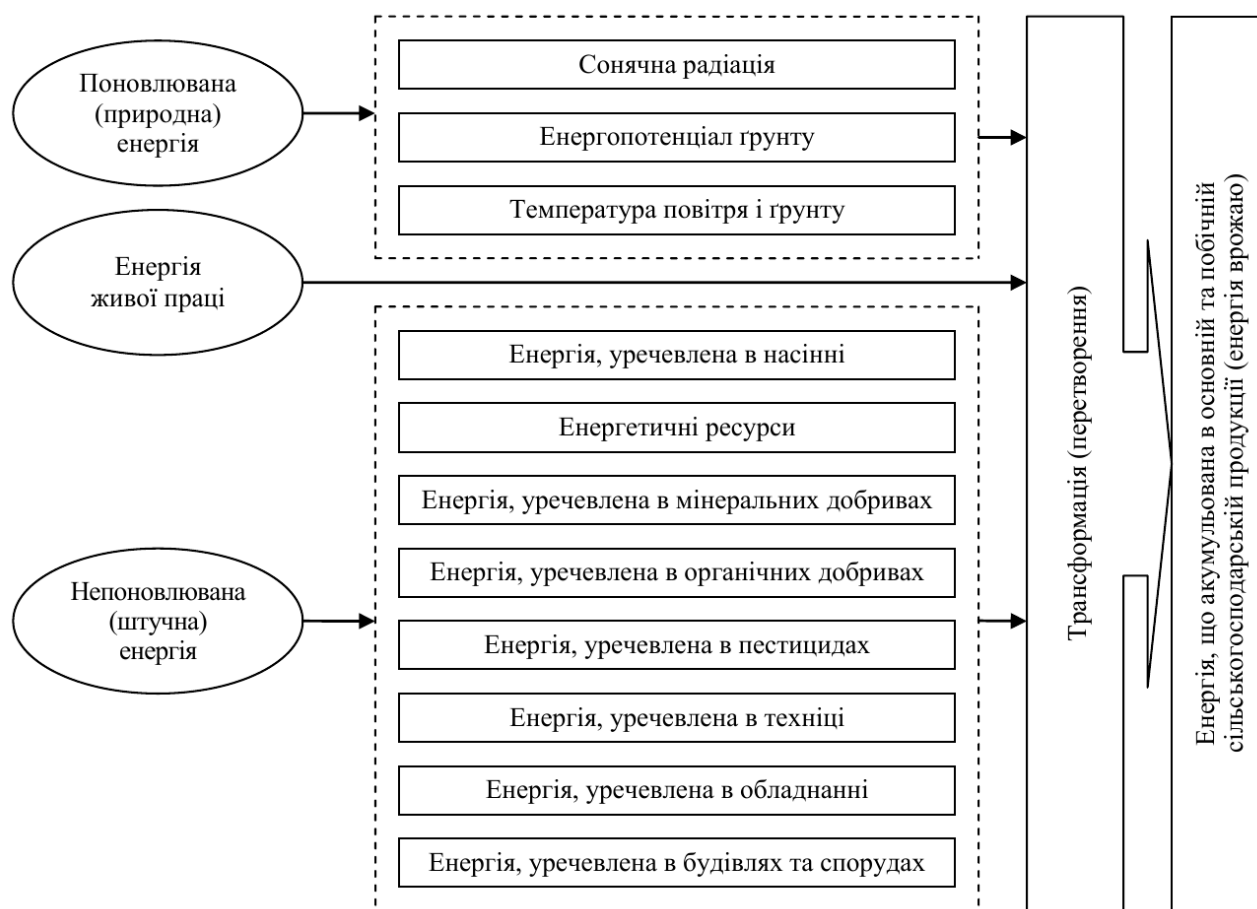 Поновлювана
(природна)
енергія
Сонячна радіація
Енергопотенціал ґрунту
Температура повітря і ґрунту
Енергія
живої праці
Непоновлювана
(штучна)
енергія
Енергія, уречевлена в насінні
Енергетичні ресурси
Енергія, уречевлена в мінеральних добривах
Енергія, уречевлена в органічних добривах
Енергія, уречевлена в пестицидах
Енергія, уречевлена в техніці
Енергія, уречевлена в обладнанні
Енергія, уречевлена в будівлях та спорудах
Трансформація (перетворення)
Енергія, що акумульована в основній та побічній
сільськогосподарській продукції (енергія врожаю)